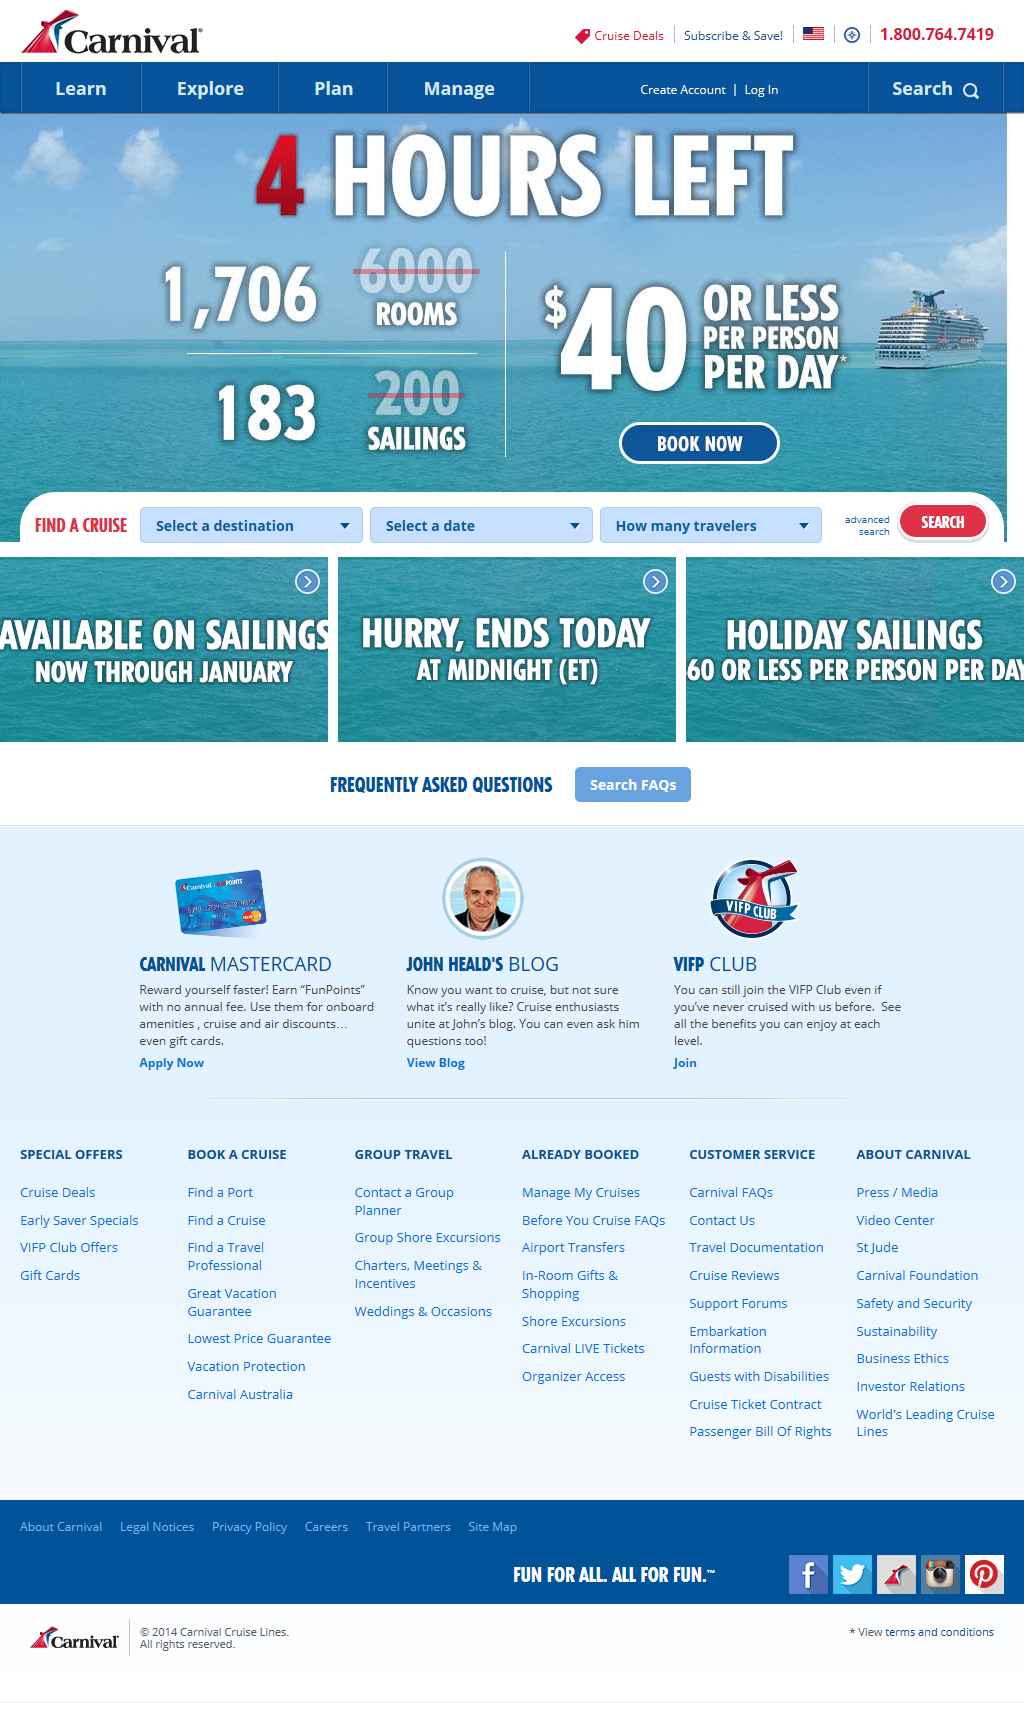 Carnival
Cruise Deals
Subscribe & Save!
1.800.764.7419
Learn
Explore
Plan
Manage
Create Account | Log In
Search
4 HOURS LEFT
1,706
6000
ROOMS
183
200
SAILINGS
$40
OR LESS
PER PERSON
PER DAY*
BOOK NOW
FIND A CRUISE
Select a destination
Select a date
How many travelers
advanced
search
SEARCH
AVAILABLE ON SAILINGS
NOW THROUGH JANUARY
HURRY, ENDS TODAY
AT MIDNIGHT (ET)
HOLIDAY SAILINGS
60 OR LESS PER PERSON PER DAY
FREQUENTLY ASKED QUESTIONS
Search FAQs
CARNIVAL MASTERCARD
Reward yourself faster! Earn “FunPoints”
with no annual fee. Use them for onboard
amenities , cruise and air discounts…
even gift cards.
Apply Now
JOHN HEALD'S BLOG
Know you want to cruise, but not sure
what it’s really like? Cruise enthusiasts
unite at John’s blog. You can even ask him
questions too!
View Blog
VIFP CLUB
VIFP CLUB
You can still join the VIFP Club even if
you’ve never cruised with us before. See
all the benefits you can enjoy at each
level.
Join
SPECIAL OFFERS
Cruise Deals
Early Saver Specials
VIFP Club Offers
Gift Cards
BOOK A CRUISE
Find a Port
Find a Cruise
Find a Travel
Professional
Great Vacation
Guarantee
Lowest Price Guarantee
Vacation Protection
Carnival Australia
GROUP TRAVEL
Contact a Group
Planner
Group Shore Excursions
Charters, Meetings &
Incentives
Weddings & Occasions
ALREADY BOOKED
Manage My Cruises
Before You Cruise FAQs
Airport Transfers
In-Room Gifts &
Shopping
Shore Excursions
Carnival LIVE Tickets
Organizer Access
CUSTOMER SERVICE
Carnival FAQs
Contact Us
Travel Documentation
Cruise Reviews
Support Forums
Embarkation
Information
Guests with Disabilities
Cruise Ticket Contract
Passenger Bill Of Rights
ABOUT CARNIVAL
Press / Media
Video Center
St Jude
Carnival Foundation
Safety and Security
Sustainability
Business Ethics
Investor Relations
World's Leading Cruise
Lines
About Carnival
Legal Notices
Privacy Policy
Careers
Travel Partners
Site Map
FUN FOR ALL. ALL FOR FUN.™
Carnival
© 2014 Carnival Cruise Lines.
All rights reserved.
* View terms and conditions